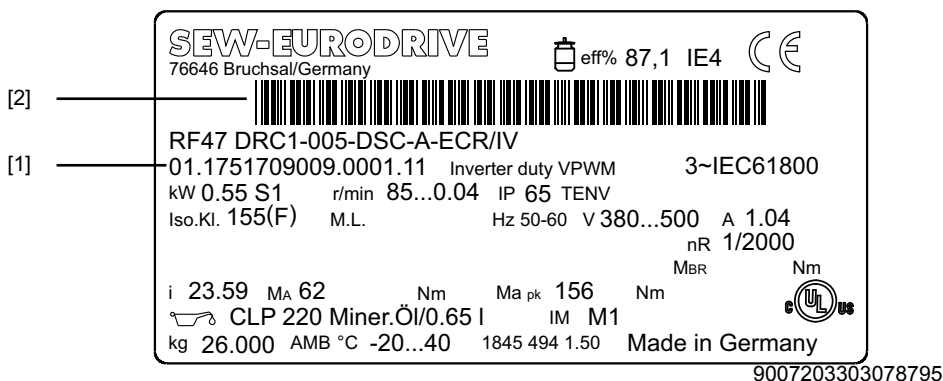 SEW-EURODRIVE
76646 Bruchsal/Germany
eff% 87,1 IE4 CE
[2]
RF47 DRC1-005-DSC-A-ECR/IV
[1] 01.1751709009.0001.11 Inverter duty VPWM 3~IEC61800
kW 0.55 S1 r/min 85...0.04 IP 65 TENV
Iso.Kl. 155(F) M.L. Hz 50-60 V 380...500 A 1.04
nR 1/2000
MBR Nm
i 23.59 MA 62 Nm Ma pk 156 Nm
c UL US
CLP 220 Miner.Öl/0.65 l IM M1
kg 26.000 AMB °C -20...40 1845 494 1.50 Made in Germany
9007203303078795